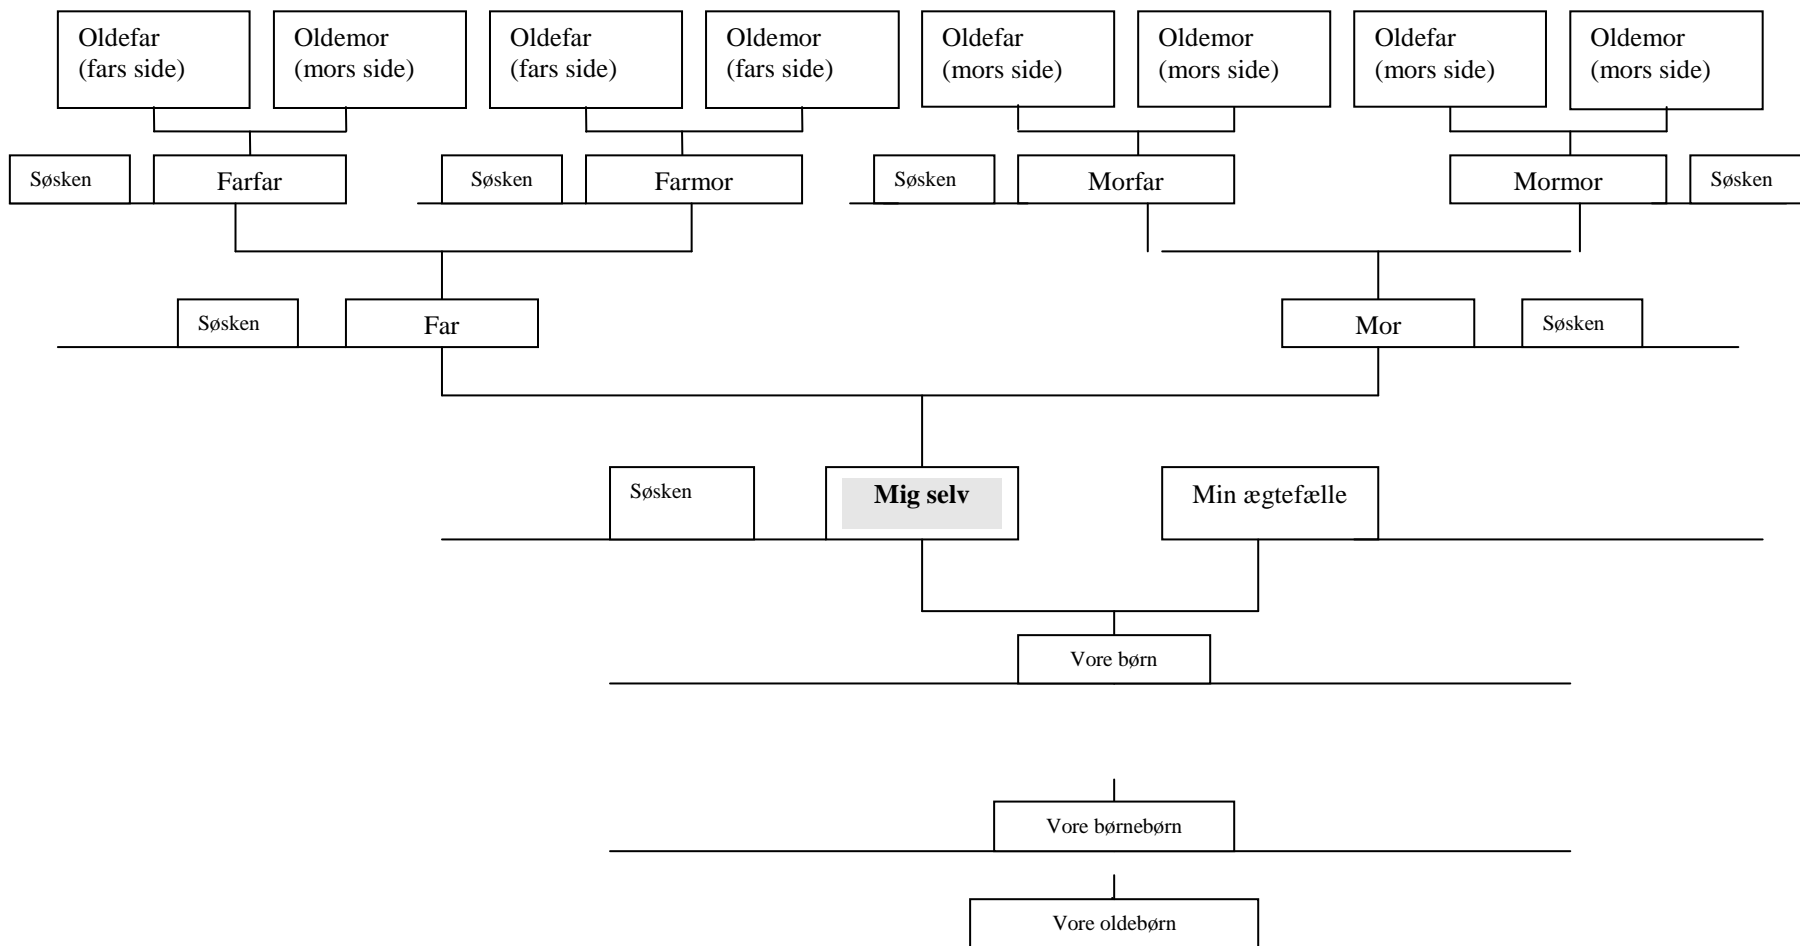 Oldefar
(fars side)
Oldemor
(mors side)
Oldefar
(fars side)
Oldemor
(fars side)
Oldefar
(mors side)
Oldemor
(mors side)
Oldefar
(mors side)
Oldemor
(mors side)
Søsken
Farfar
Søsken
Farmor
Søsken
Morfar
Mormor
Søsken
Søsken
Far
Mor
Søsken
Søsken
Mig selv
Min ægtefælle
Vore børn
Vore børnebørn
Vore oldebørn